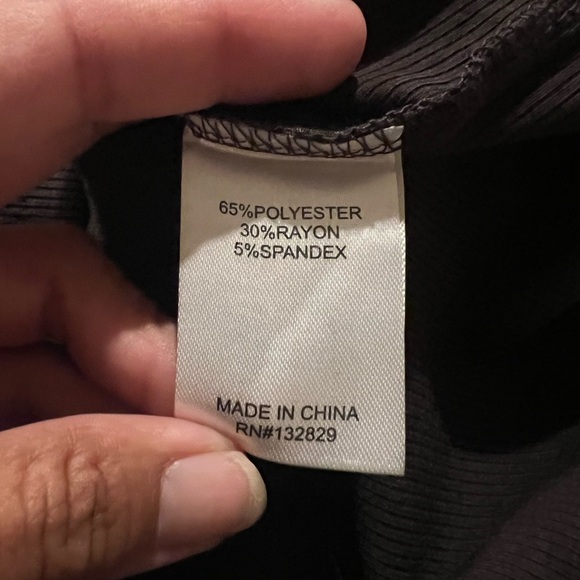 65%POLYESTER
30%RAYON
5%SPANDEX
MADE IN CHINA
RN#132829